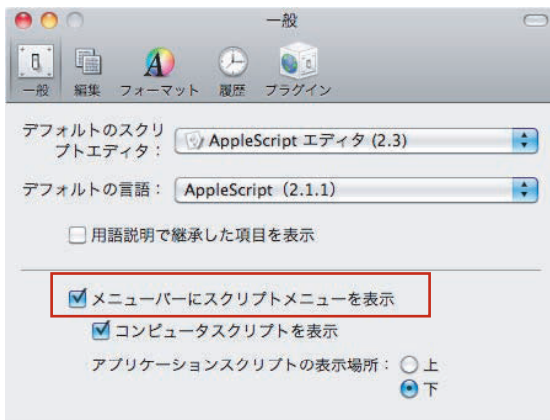 一般
一般 編集 フォーマット 履歴 プラグイン
デフォルトのスクリ
プトエディタ： AppleScript エディタ (2.3)
デフォルトの言語： AppleScript（2.1.1）
用語説明で継承した項目を表示
メニューバーにスクリプトメニューを表示
コンピュータスクリプトを表示
アプリケーションスクリプトの表示場所： 上
下